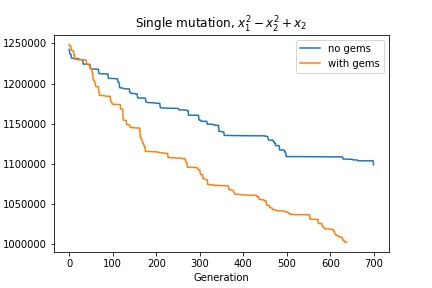 Single mutation, $x_1^2 - x_2^2 + x_2$
no gems
with gems
1250000
1200000
1150000
1100000
1050000
1000000
0 100 200 300 400 500 600 700
Generation